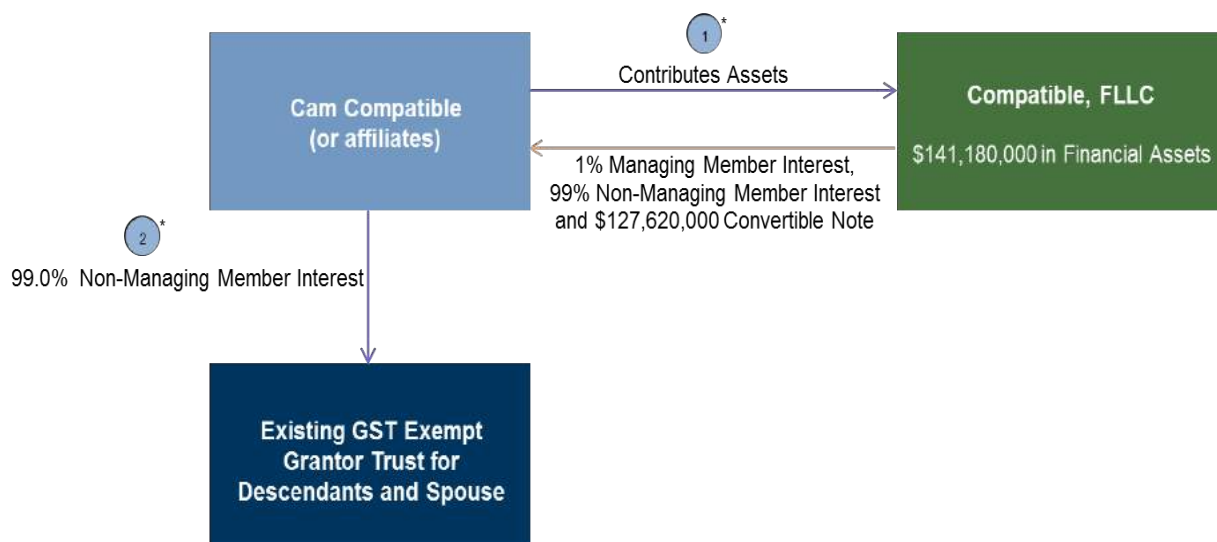 1*
Contributes Assets
Cam Compatible
(or affiliates)
Compatible, FLLC
$141,180,000 in Financial Assets
1% Managing Member Interest,
99% Non-Managing Member Interest
and $127,620,000 Convertible Note
2*
99.0% Non-Managing Member Interest
Existing GST Exempt
Grantor Trust for
Descendants and Spouse